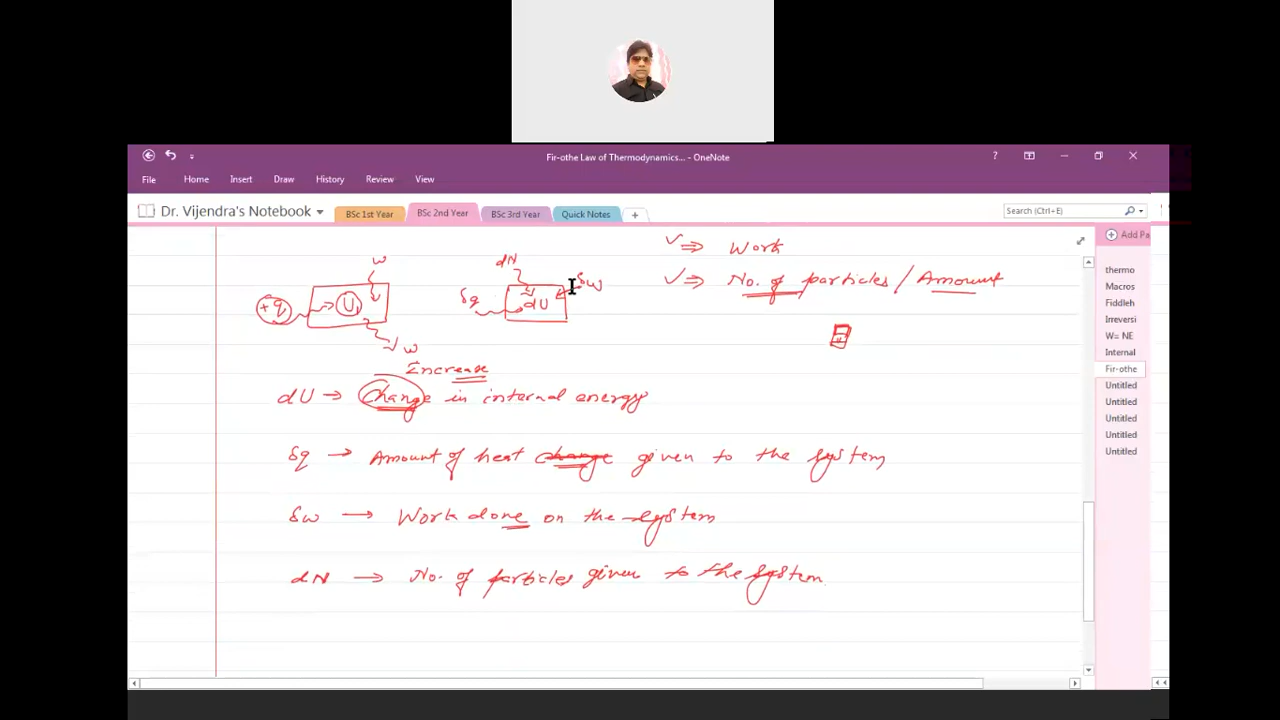 Fir-othe Law of Thermodynamics... - OneNote
File Home Insert Draw History Review View
Dr. Vijendra's Notebook BSc 1st Year BSc 2nd Year BSc 3rd Year Quick Notes + Search (Ctrl+E)
Add Pa
thermo
Macros
Fiddleh
Irreversi
W= NE
Internal
Fir-othe
Untitled
Untitled
Untitled
Untitled
Untitled
✓⇒ Work
✓⇒ No. of particles / Amount
w
+q U1
w
dN
δq dU δw
Increase
dU → Change in internal energy
δq → Amount of heat change given to the system
δw → Work done on the system
dN → No. of particles given to the system